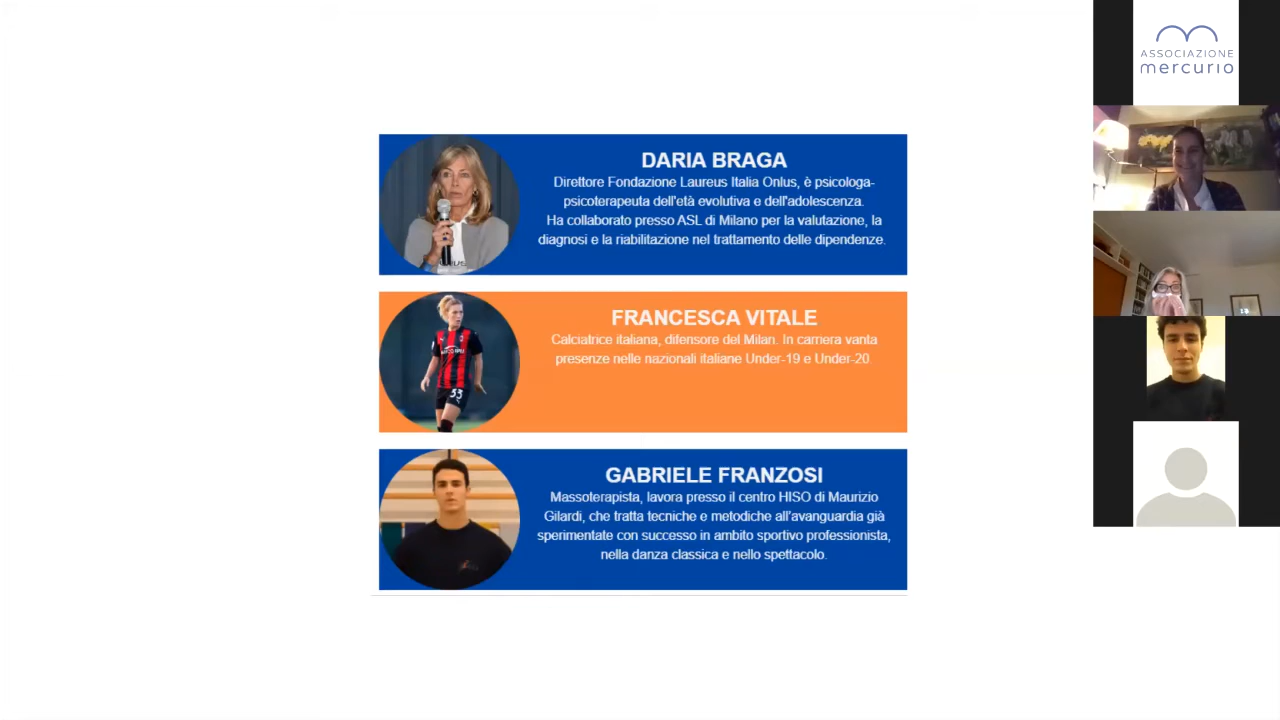 DARIA BRAGA
Direttore Fondazione Laureus Italia Onlus, è psicologa-
psicoterapeuta dell'età evolutiva e dell'adolescenza.
Ha collaborato presso ASL di Milano per la valutazione, la
diagnosi e la riabilitazione nel trattamento delle dipendenze.
FRANCESCA VITALE
Calciatrice italiana, difensore del Milan. In carriera vanta
presenze nelle nazionali italiane Under-19 e Under-20.
33
GABRIELE FRANZOSI
Massoterapista, lavora presso il centro HISO di Maurizio
Gilardi, che tratta tecniche e metodiche all'avanguardia già
sperimentate con successo in ambito sportivo professionista,
nella danza classica e nello spettacolo.
ASSOCIAZIONE
mercurio